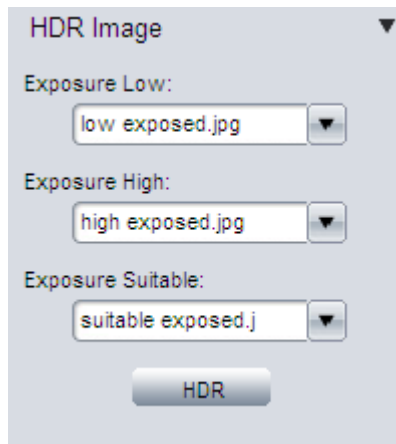 HDR Image
Exposure Low:
low exposed.jpg
Exposure High:
high exposed.jpg
Exposure Suitable:
suitable exposed.j
HDR